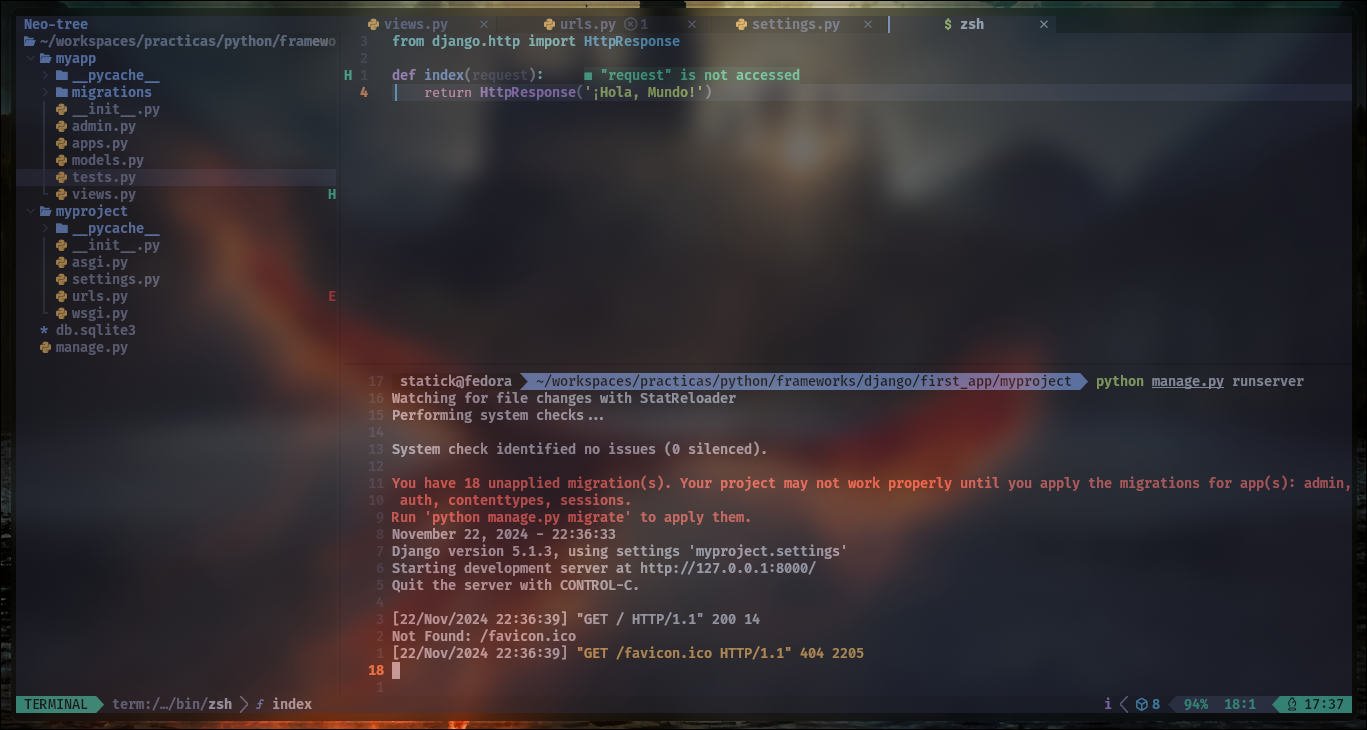 Neo-tree
views.py × urls.py 1 × settings.py × $ zsh ×
~/workspaces/practicas/python/framewo
myapp
__pycache__
migrations
__init__.py
admin.py
apps.py
models.py
tests.py
views.py H
myproject
__pycache__
__init__.py
asgi.py
settings.py
urls.py E
wsgi.py
* db.sqlite3
manage.py
3 from django.http import HttpResponse
2
H 1 def index(request): ■ "request" is not accessed
4 return HttpResponse('¡Hola, Mundo!')
17 statick@fedora ~/workspaces/practicas/python/frameworks/django/first_app/myproject python manage.py runserver
16 Watching for file changes with StatReloader
15 Performing system checks...
14
13 System check identified no issues (0 silenced).
12
11 You have 18 unapplied migration(s). Your project may not work properly until you apply the migrations for app(s): admin,
10 auth, contenttypes, sessions.
9 Run 'python manage.py migrate' to apply them.
8 November 22, 2024 - 22:36:33
7 Django version 5.1.3, using settings 'myproject.settings'
6 Starting development server at http://127.0.0.1:8000/
5 Quit the server with CONTROL-C.
4
3 [22/Nov/2024 22:36:39] "GET / HTTP/1.1" 200 14
2 Not Found: /favicon.ico
1 [22/Nov/2024 22:36:39] "GET /favicon.ico HTTP/1.1" 404 2205
18
1
TERMINAL term:/…/bin/zsh ƒ index i 8 94% 18:1 17:37